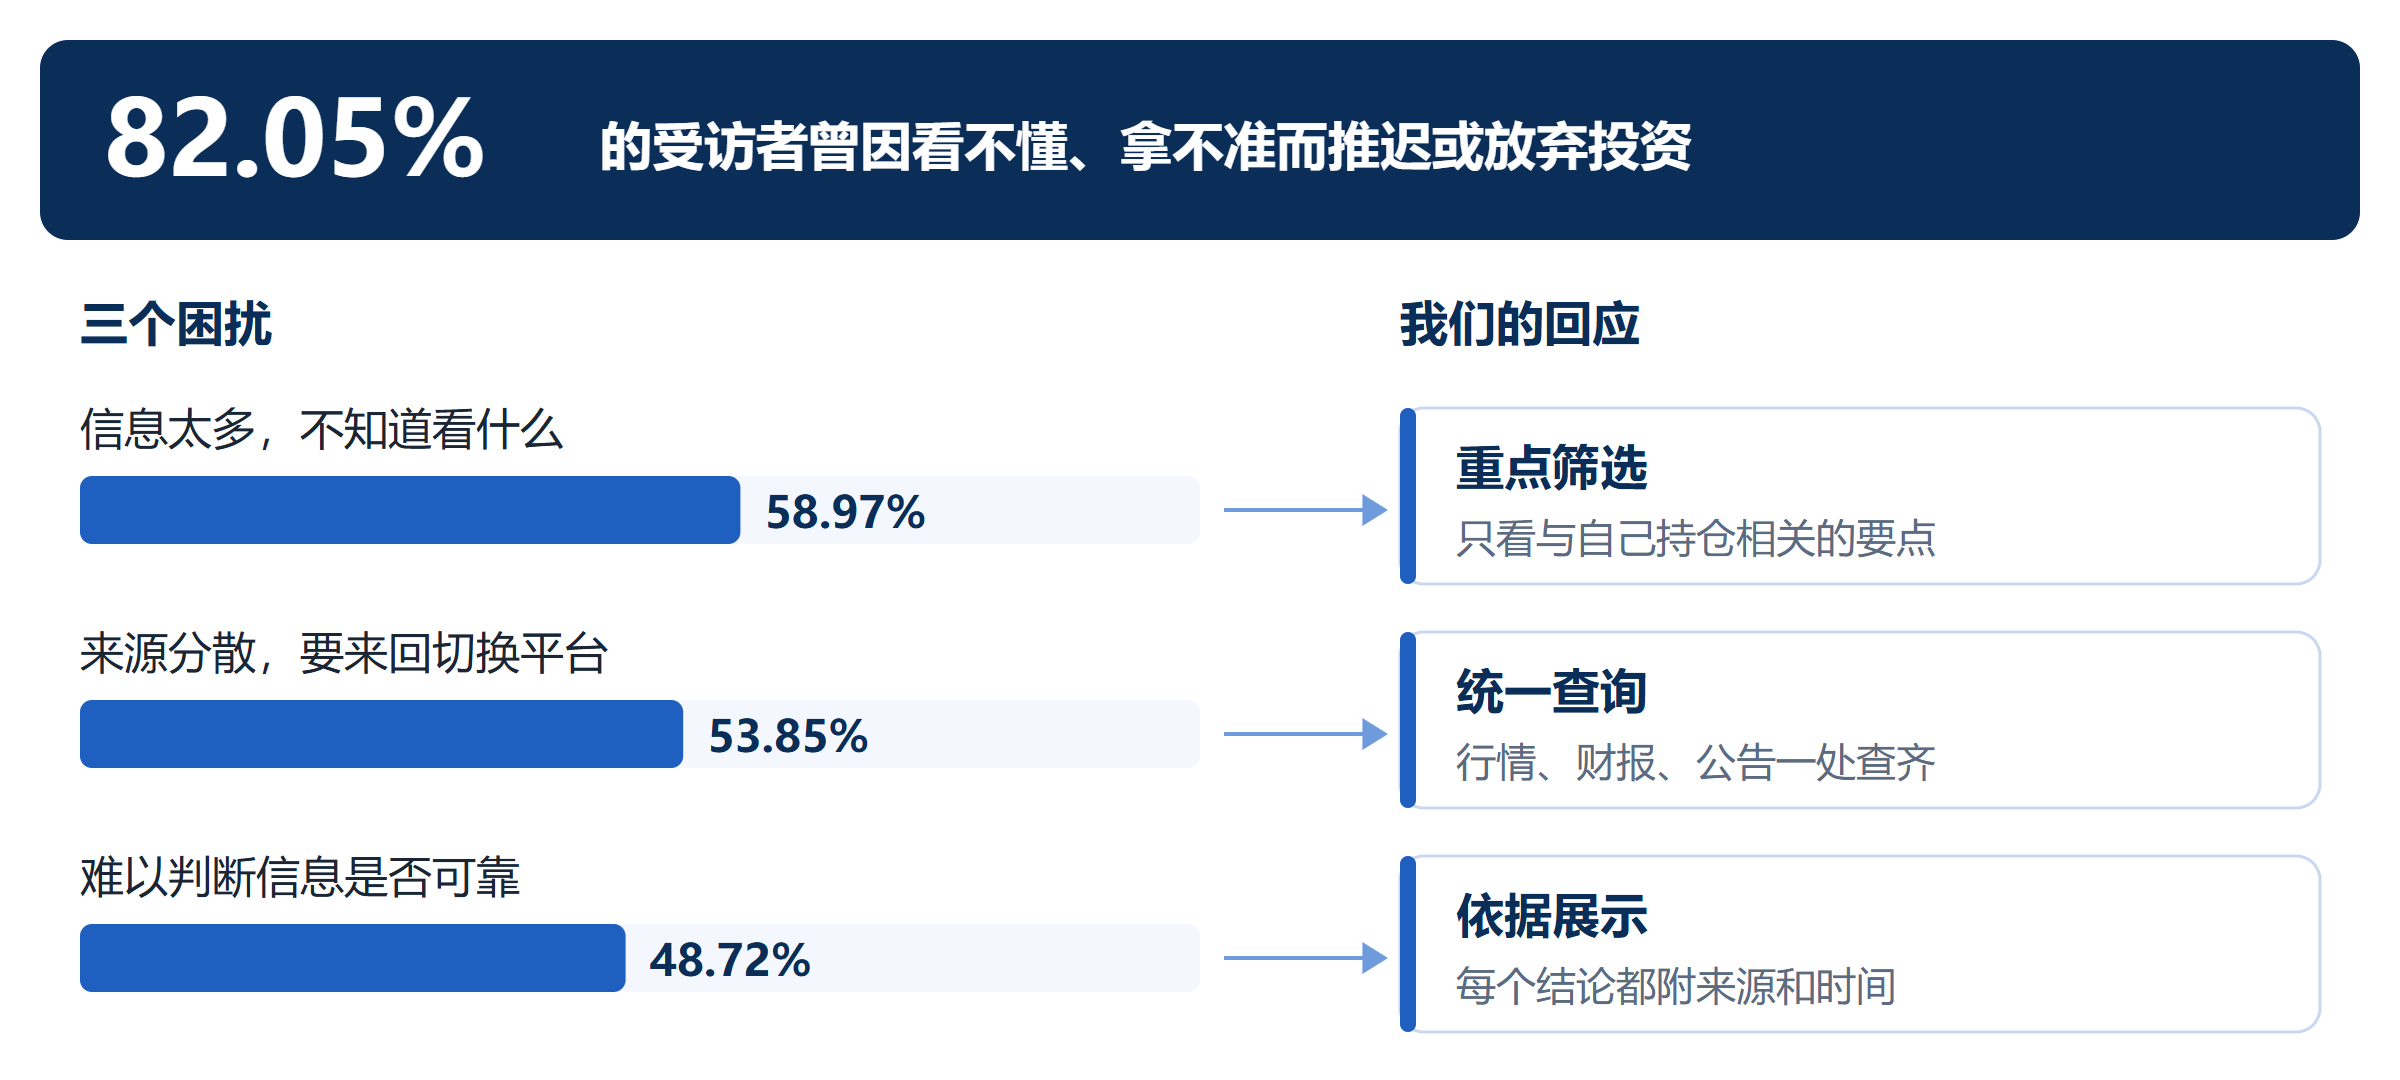 82.05% 的受访者曾因看不懂、拿不准而推迟或放弃投资
三个困扰
我们的回应
信息太多，不知道看什么
58.97%
重点筛选
只看与自己持仓相关的要点
来源分散，要来回切换平台
53.85%
统一查询
行情、财报、公告一处查齐
难以判断信息是否可靠
48.72%
依据展示
每个结论都附来源和时间